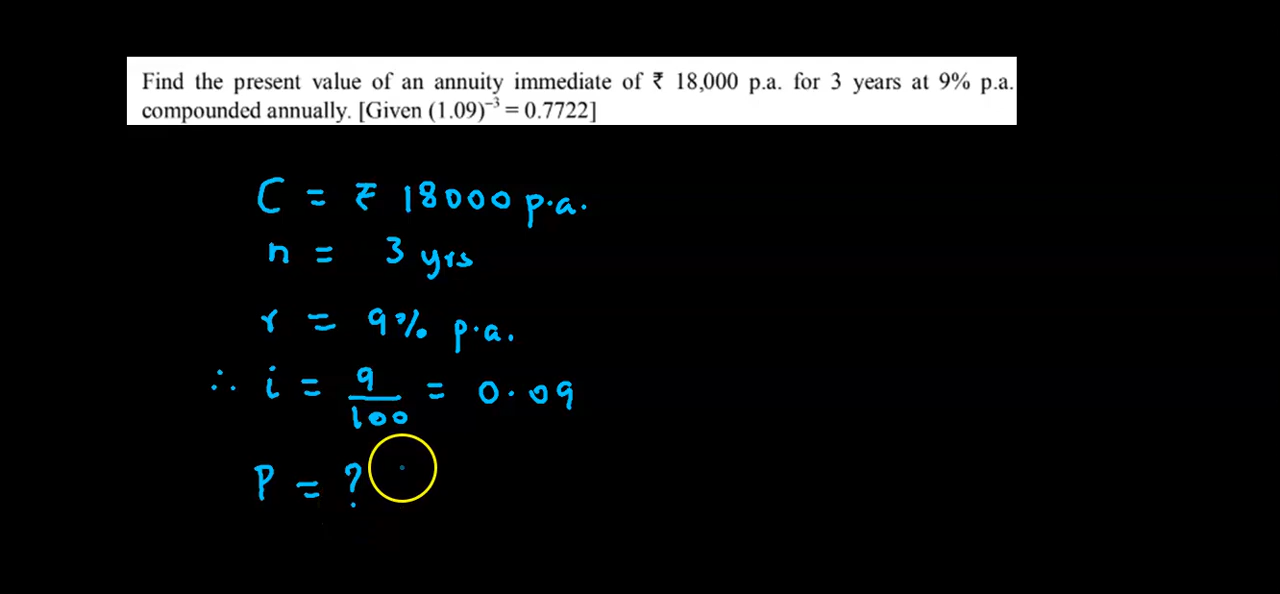 Find the present value of an annuity immediate of ₹ 18,000 p.a. for 3 years at 9% p.a.
compounded annually. [Given (1.09)⁻³ = 0.7722]
C = ₹ 18000 p.a.
n = 3 yrs
r = 9% p.a.
∴ i = 9/100 = 0.09
P = ?